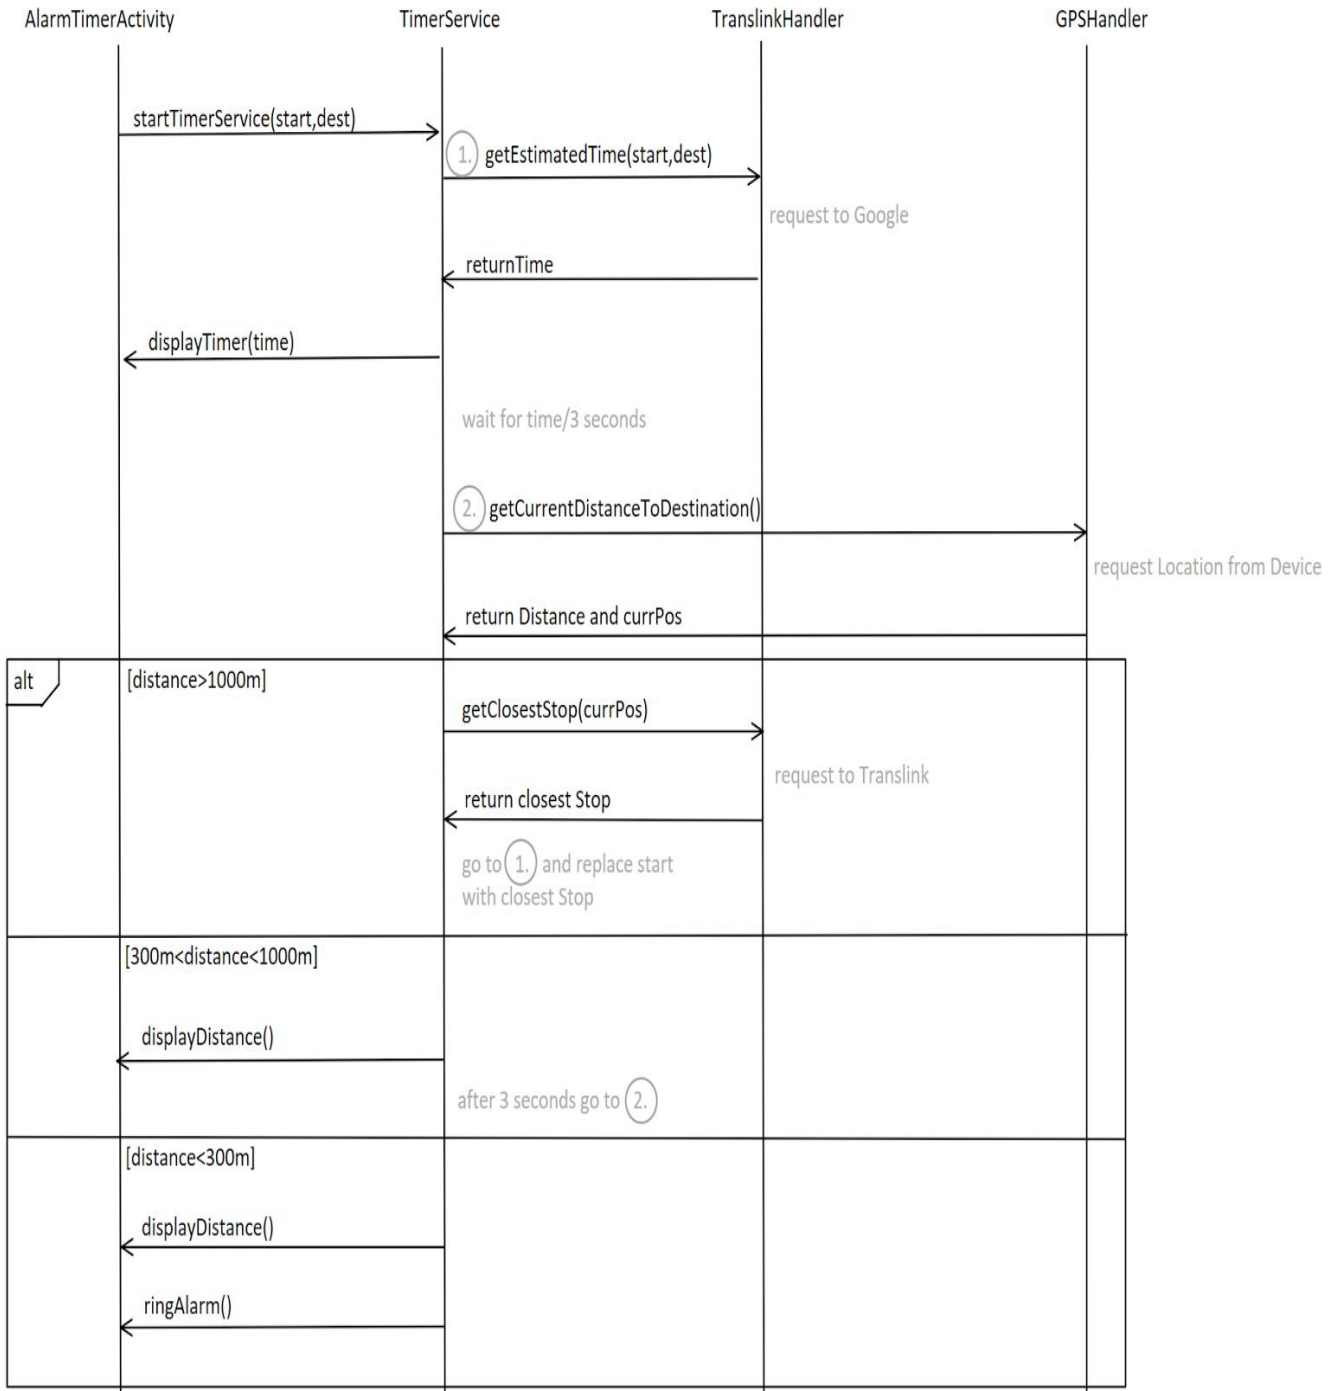 AlarmTimerActivity
TimerService
TranslinkHandler
GPSHandler
startTimerService(start,dest)
1. getEstimatedTime(start,dest)
request to Google
returnTime
displayTimer(time)
wait for time/3 seconds
2. getCurrentDistanceToDestination()
request Location from Device
return Distance and currPos
alt
[distance>1000m]
getClosestStop(currPos)
request to Translink
return closest Stop
go to 1. and replace start
with closest Stop
[300m<distance<1000m]
displayDistance()
after 3 seconds go to 2.
[distance<300m]
displayDistance()
ringAlarm()